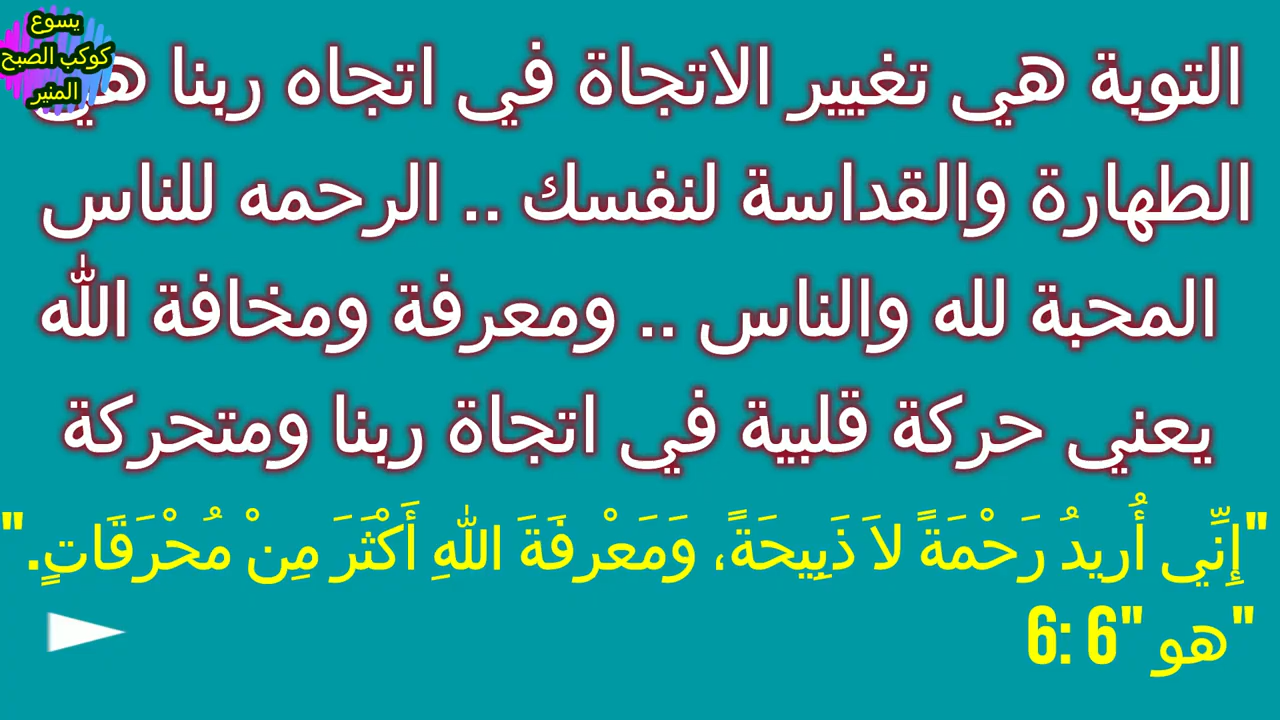 يسوع
كوكب الصبح
المنير
التوبة هي تغيير الاتجاة في اتجاه ربنا هي
الطهارة والقداسة لنفسك .. الرحمه للناس
المحبة لله والناس .. ومعرفة ومخافة الله
يعني حركة قلبية في اتجاة ربنا ومتحركة
"إِنِّي أُرِيدُ رَحْمَةً لاَ ذَبِيحَةً، وَمَعْرِفَةَ اللهِ أَكْثَرَ مِنْ مُحْرَقَاتٍ."
"هو "6 :6